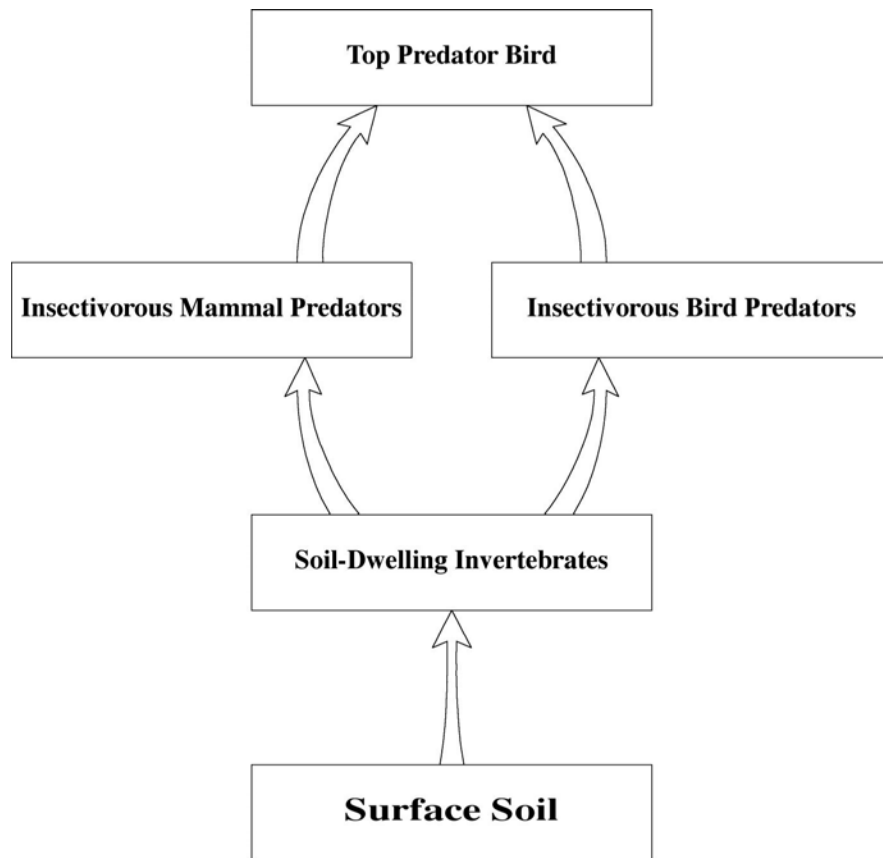 Top Predator Bird
Insectivorous Mammal Predators
Insectivorous Bird Predators
Soil-Dwelling Invertebrates
Surface Soil